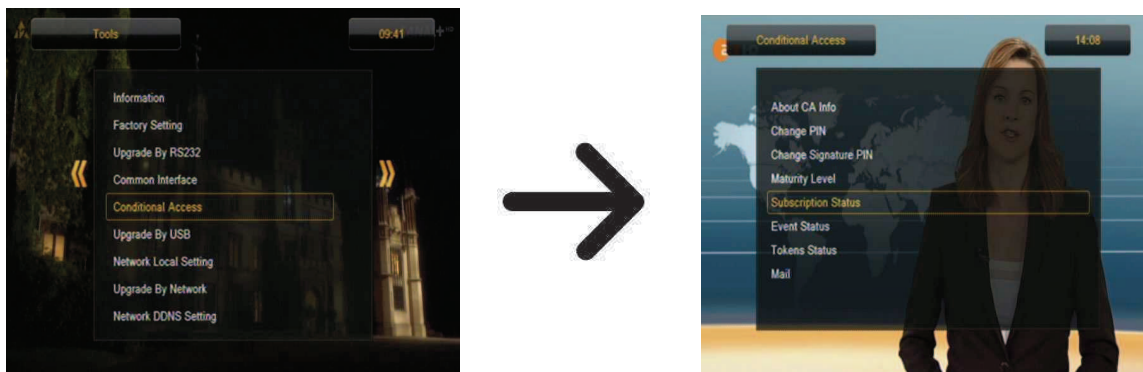 Tools
09:41
Information
Factory Setting
Upgrade By RS232
Common Interface
Conditional Access
Upgrade By USB
Network Local Setting
Upgrade By Network
Network DDNS Setting
Conditional Access
14:08
About CA Info
Change PIN
Change Signature PIN
Maturity Level
Subscription Status
Event Status
Tokens Status
Mail